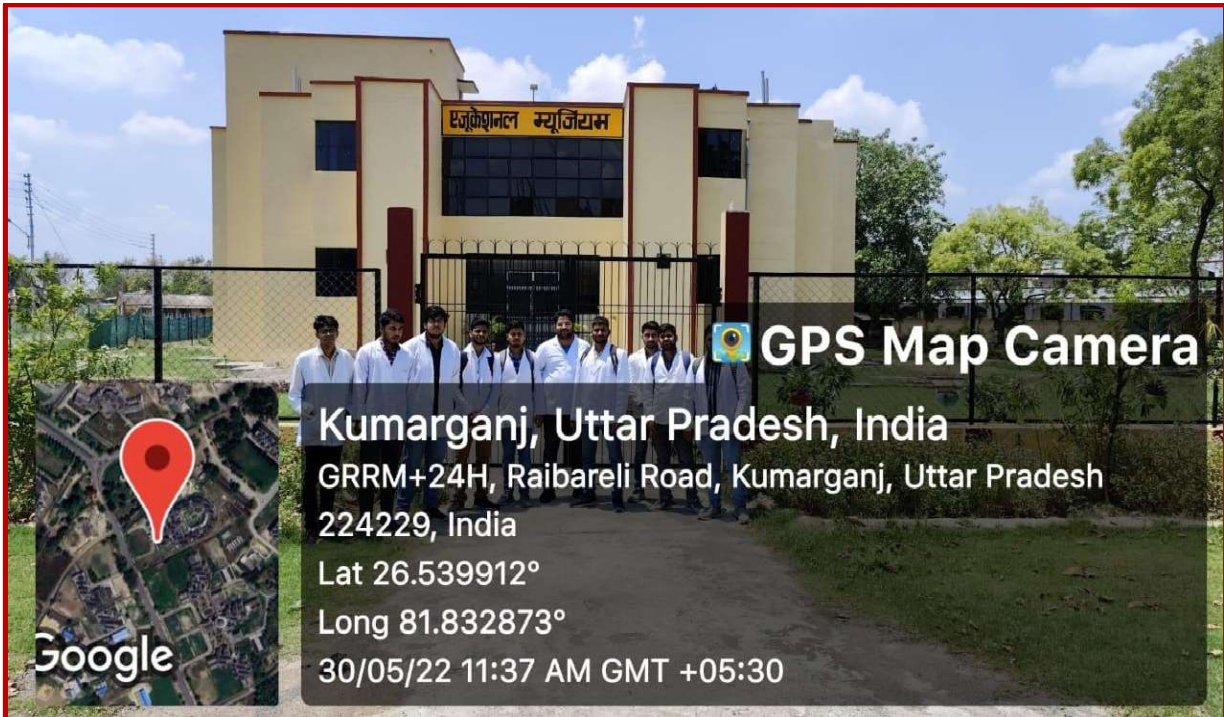 एजूकेशनल म्यूजियम
GPS Map Camera
Kumarganj, Uttar Pradesh, India
GRRM+24H, Raibareli Road, Kumarganj, Uttar Pradesh
224229, India
Lat 26.539912°
Long 81.832873°
30/05/22 11:37 AM GMT +05:30
Google